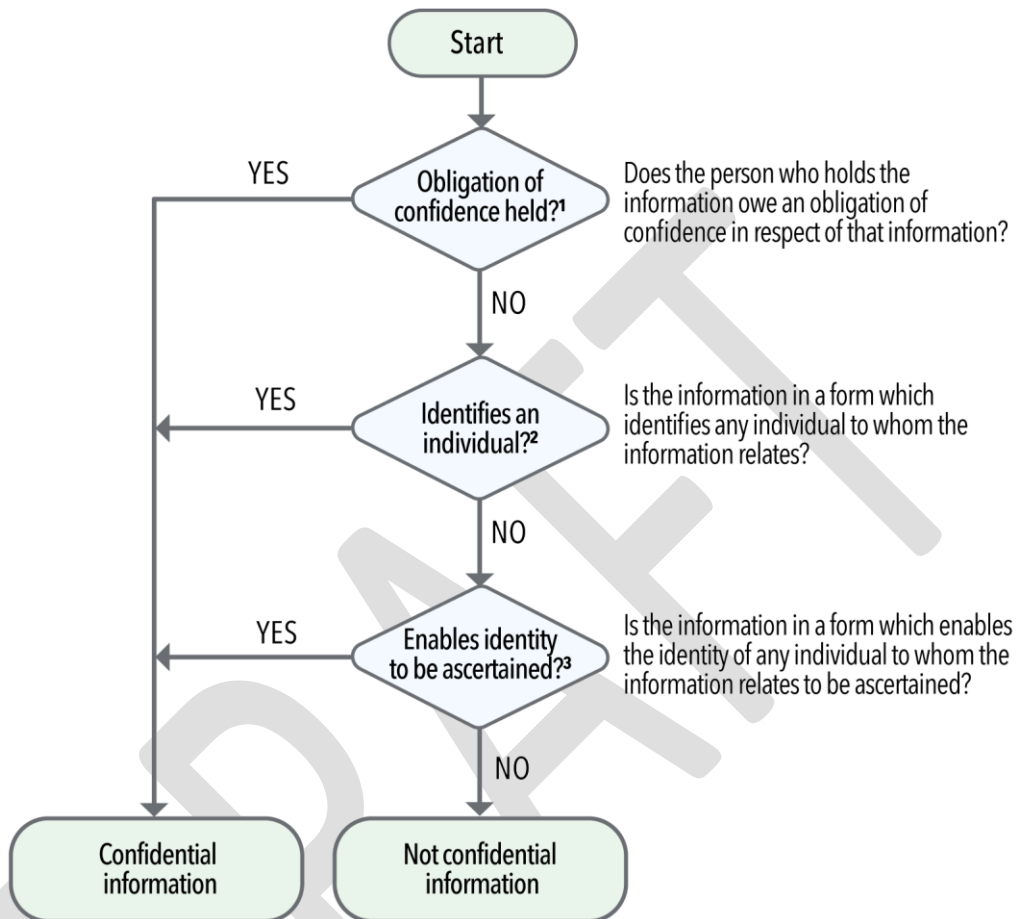 Start
YES
Obligation of
confidence held?¹
Does the person who holds the
information owe an obligation of
confidence in respect of that information?
NO
YES
Identifies an
individual?²
Is the information in a form which
identifies any individual to whom the
information relates?
NO
YES
Enables identity
to be ascertained?³
Is the information in a form which enables
the identity of any individual to whom the
information relates to be ascertained?
NO
Confidential
information
Not confidential
information
DRAFT